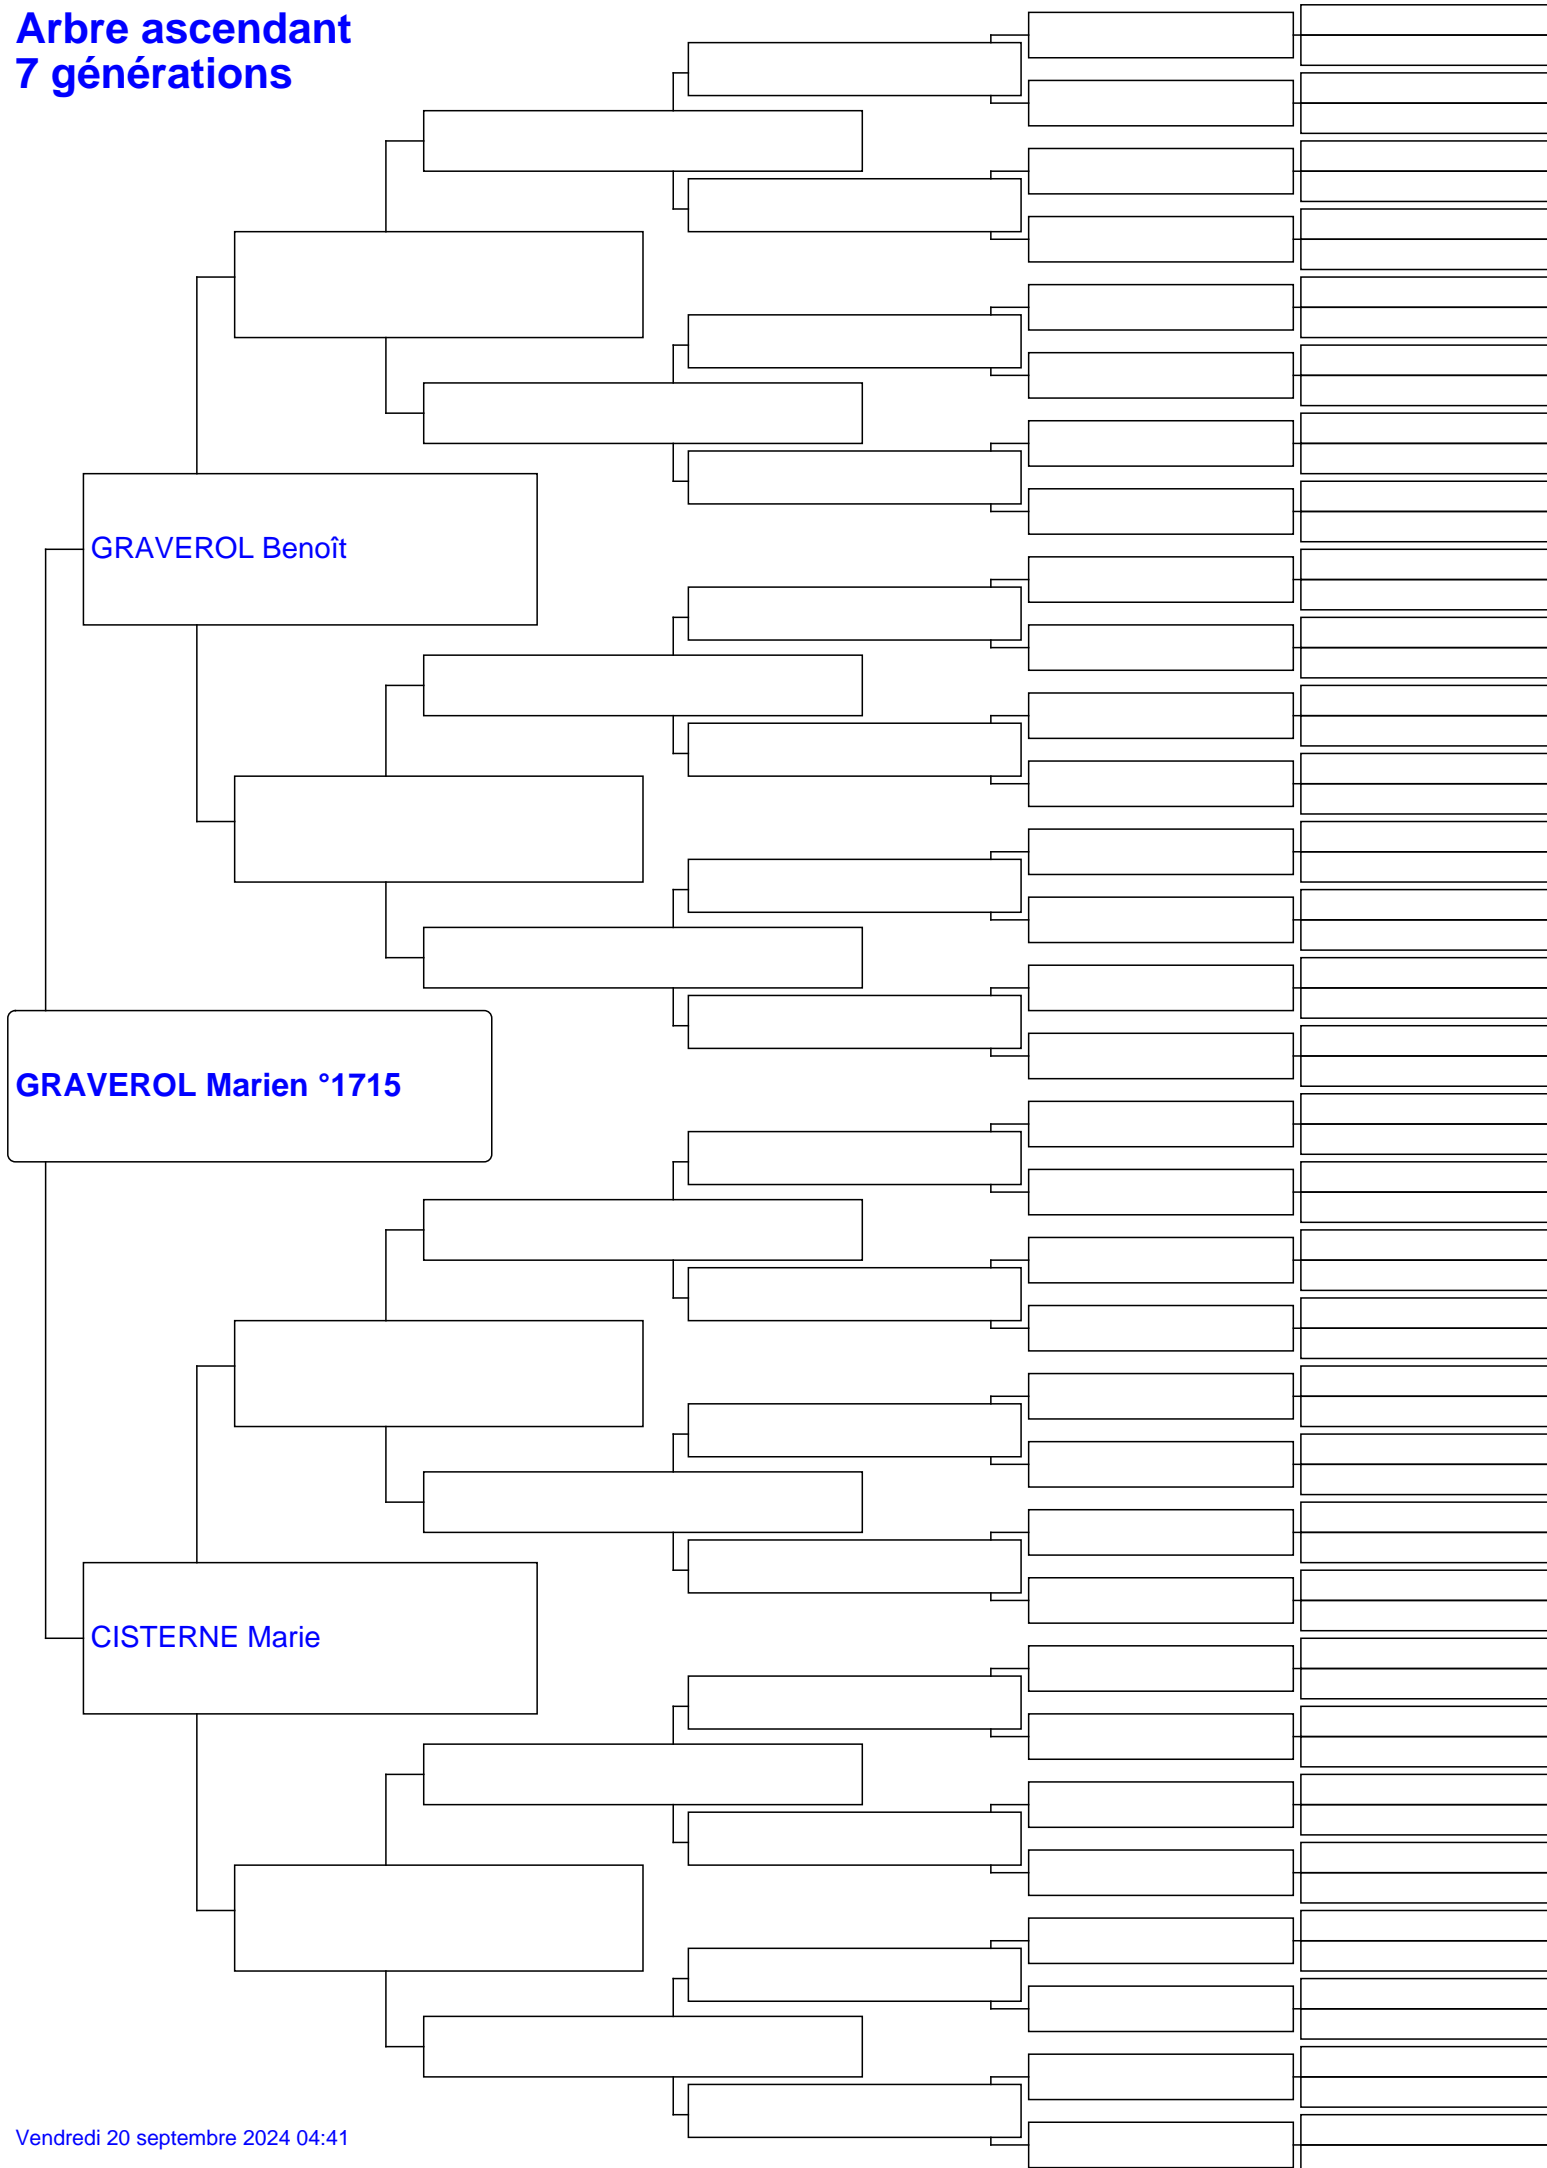 Arbre ascendant
7 générations
GRAVEROL Benoît
GRAVEROL Marien °1715
CISTERNE Marie
Vendredi 20 septembre 2024 04:41